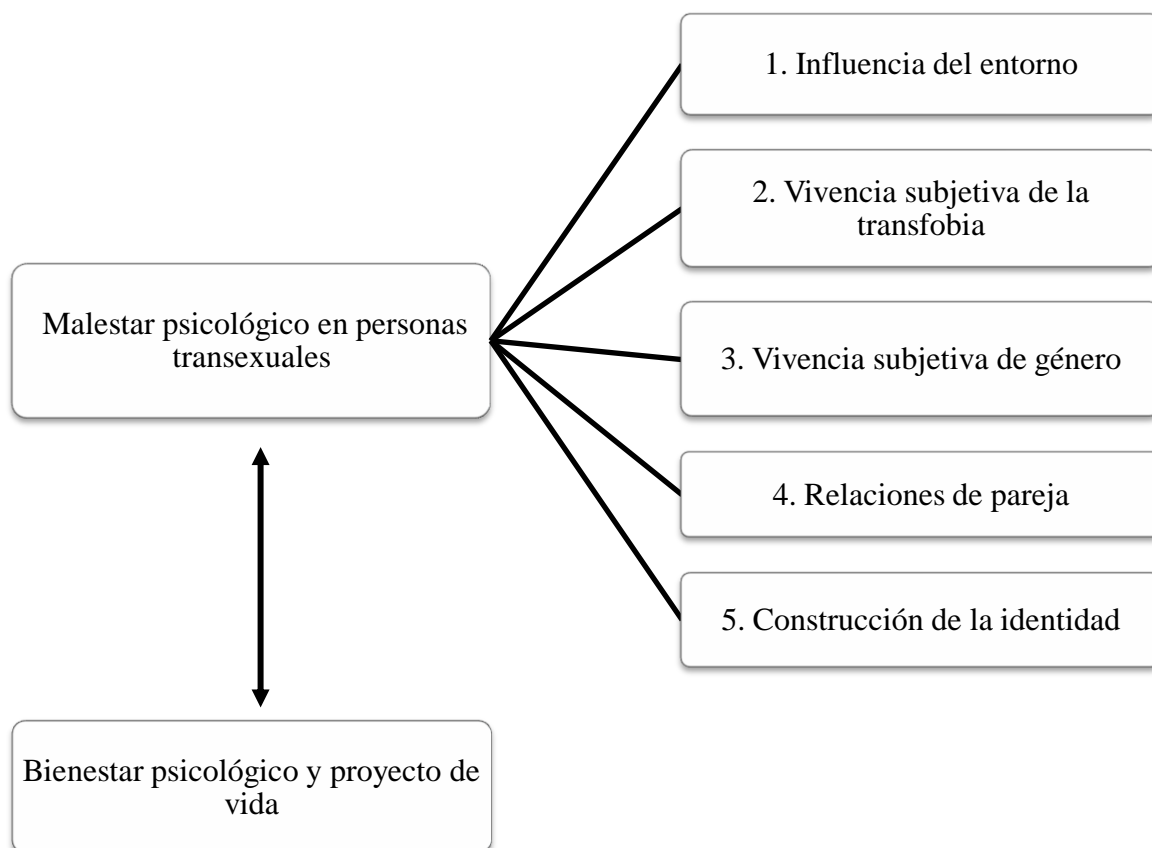 1. Influencia del entorno
2. Vivencia subjetiva de la
transfobia
Malestar psicológico en personas
transexuales
3. Vivencia subjetiva de género
4. Relaciones de pareja
5. Construcción de la identidad
Bienestar psicológico y proyecto de
vida